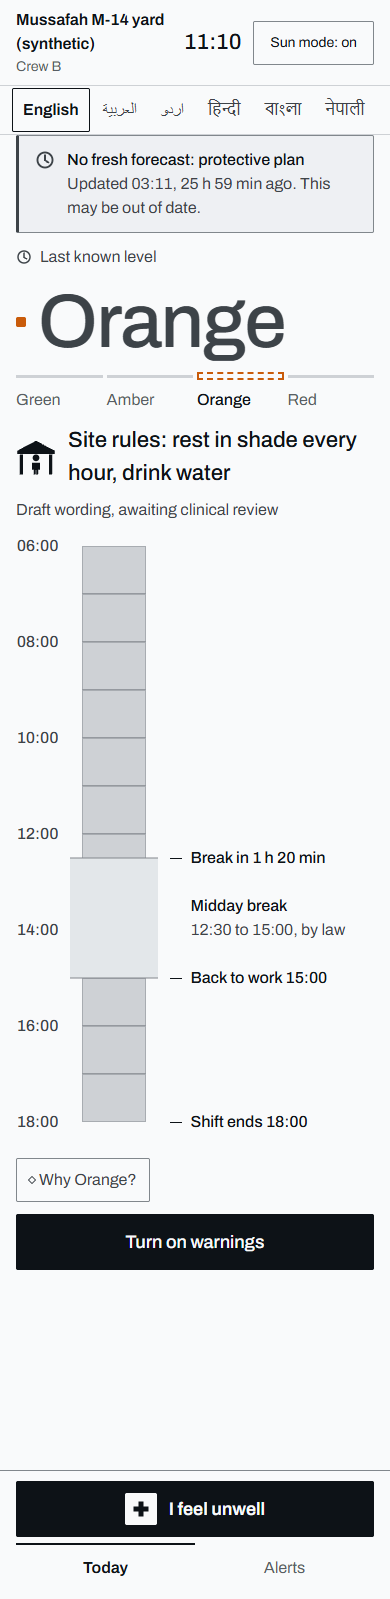 Mussafah M-14 yard
(synthetic)
Crew B
11:10
Sun mode: on
English
العربية
اردو
हिन्दी
বাংলা
नेपाली
No fresh forecast: protective plan
Updated 03:11, 25 h 59 min ago. This
may be out of date.
Last known level
Orange
Green
Amber
Orange
Red
Site rules: rest in shade every
hour, drink water
Draft wording, awaiting clinical review
06:00
08:00
10:00
12:00
Break in 1 h 20 min
Midday break
14:00
12:30 to 15:00, by law
Back to work 15:00
16:00
18:00
Shift ends 18:00
Why Orange?
Turn on warnings
I feel unwell
Today
Alerts